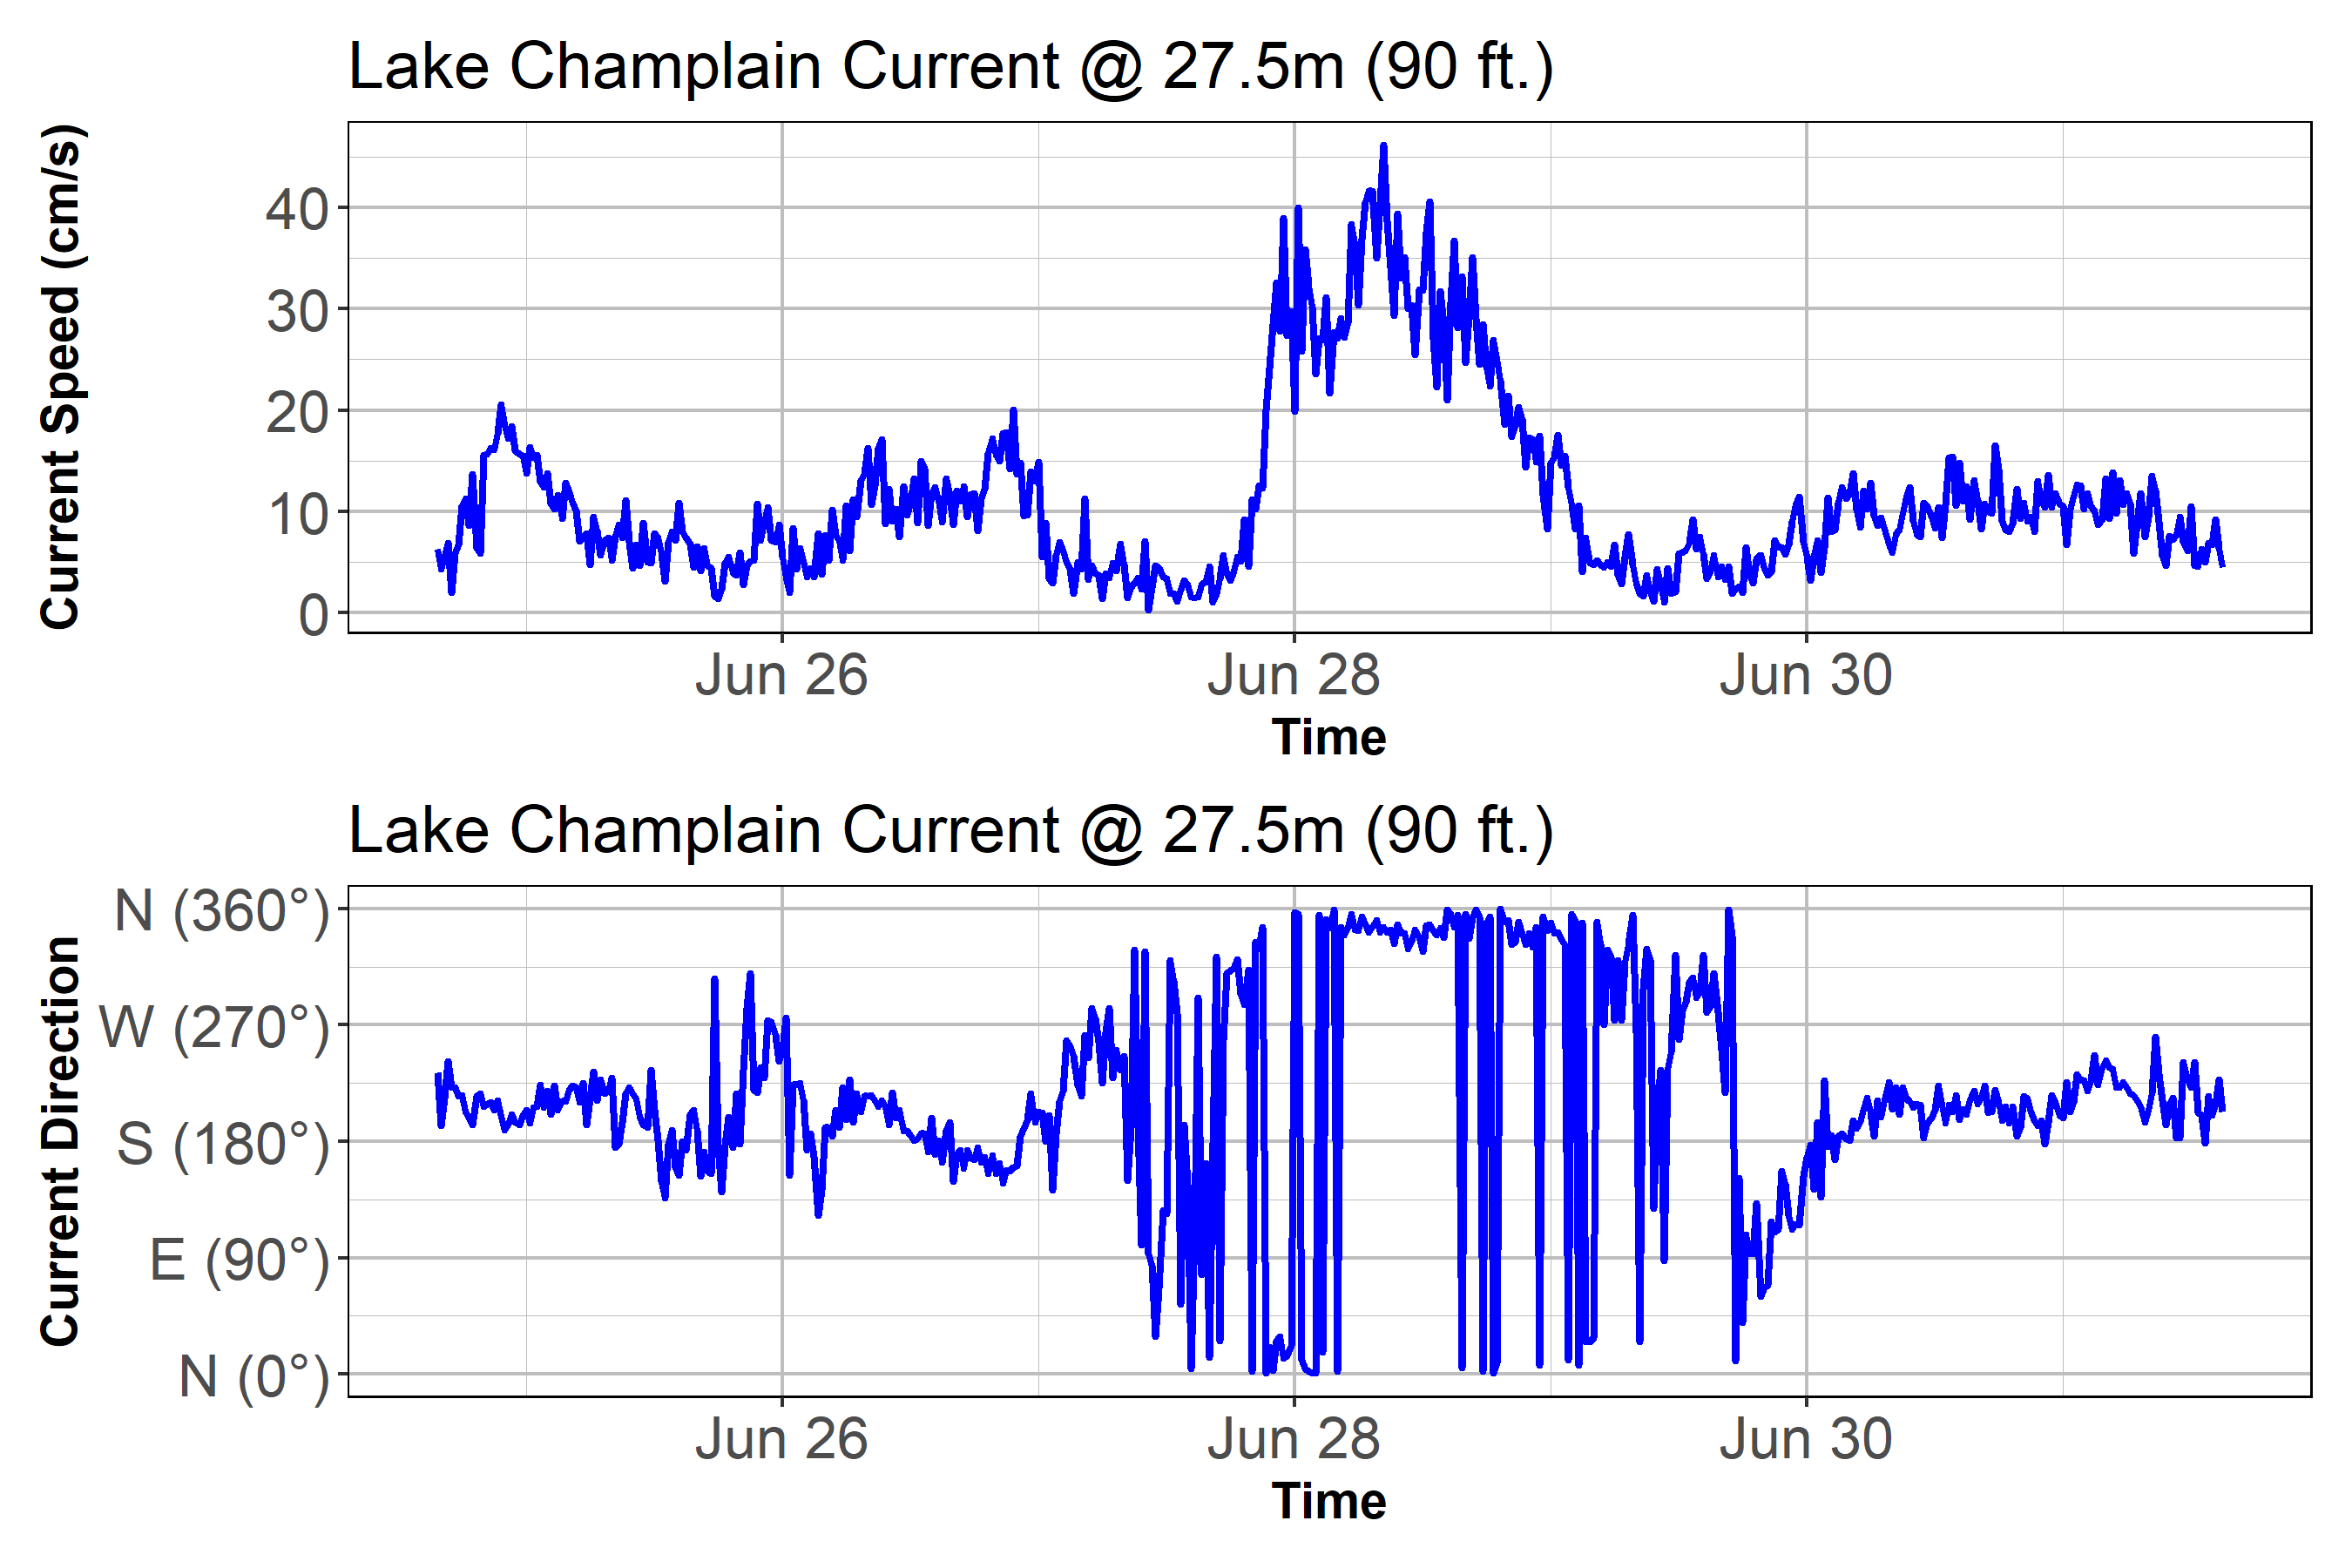 Lake Champlain Current @ 27.5m (90 ft.)
Current Speed (cm/s)
40
30
20
10
0
Jun 26 Jun 28 Jun 30
Time
Lake Champlain Current @ 27.5m (90 ft.)
Current Direction
N (360°)
W (270°)
S (180°)
E (90°)
N (0°)
Jun 26 Jun 28 Jun 30
Time